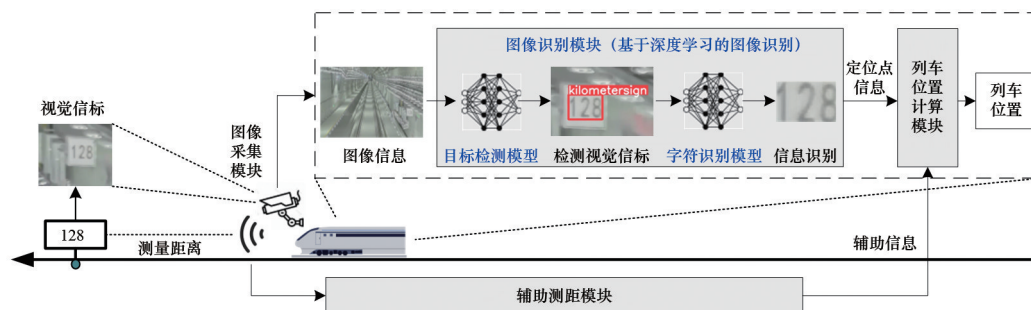 图像识别模块（基于深度学习的图像识别）
定位点
信息
列车
位置
计算
模块
列车
位置
kilometersign
128
128
图像信息
目标检测模型
检测视觉信标
字符识别模型
信息识别
视觉信标
128
图像
采集
模块
128
测量距离
辅助信息
辅助测距模块